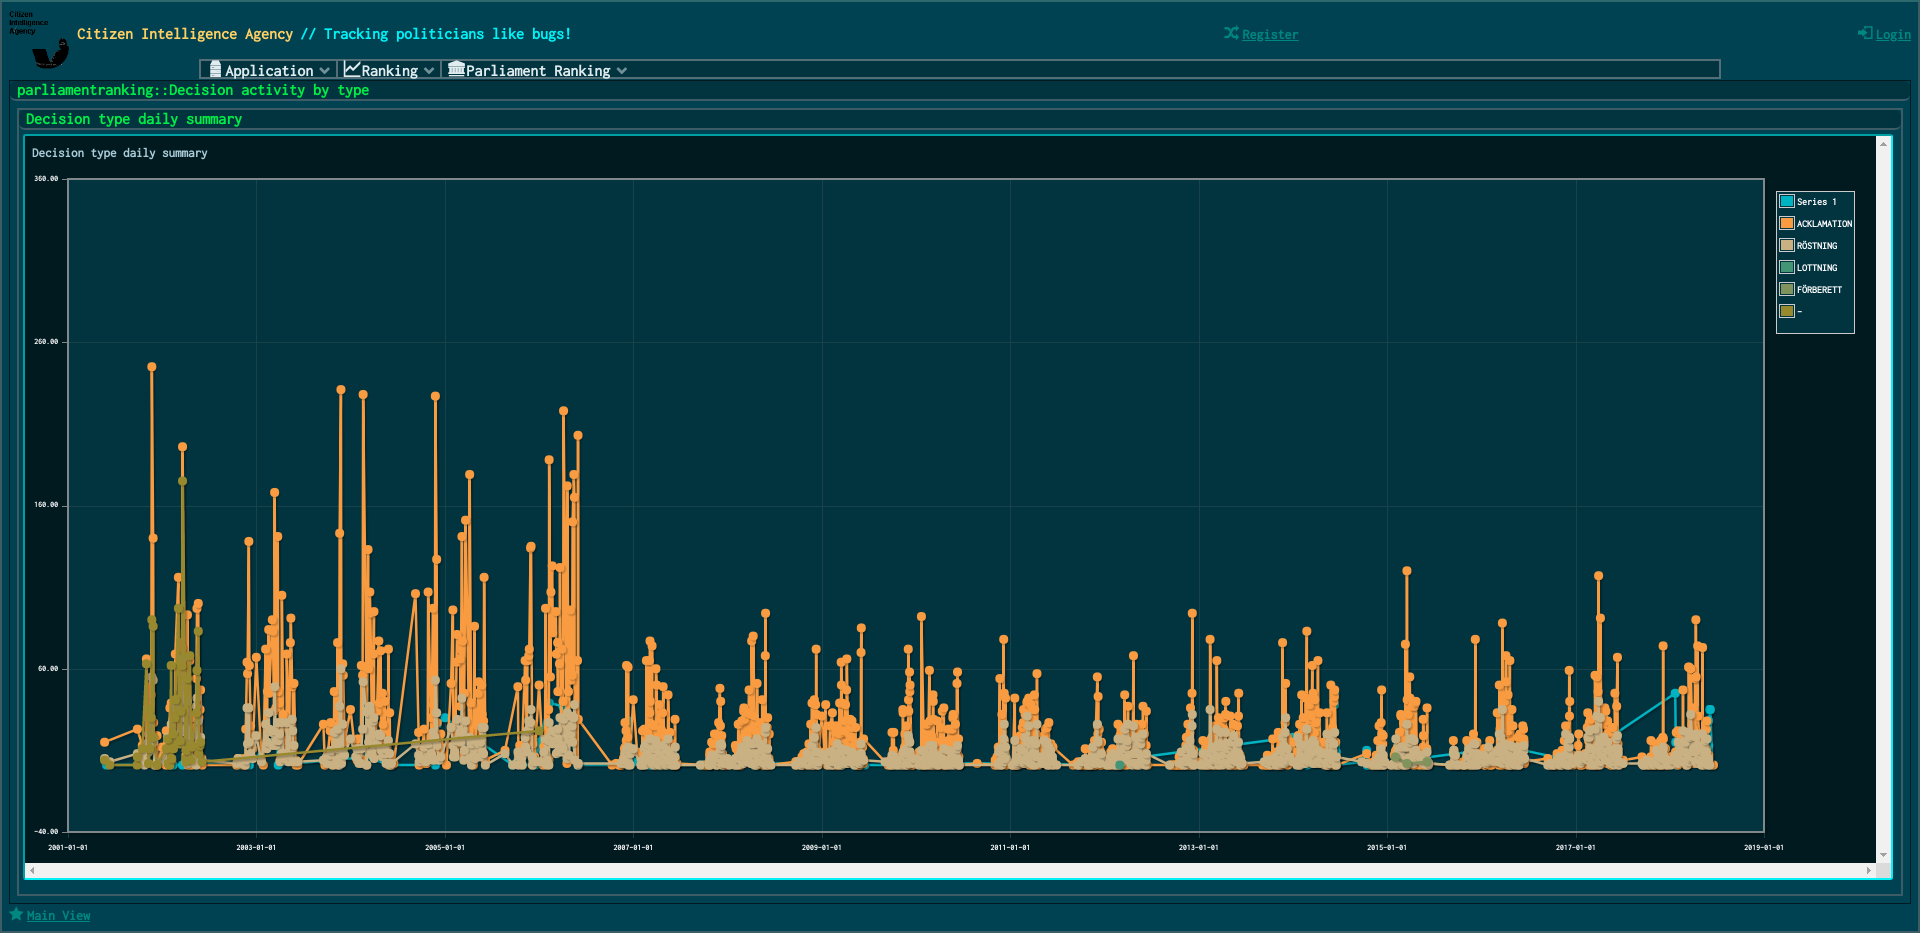 Citizen
Intelligence
Agency
Citizen Intelligence Agency // Tracking politicians like bugs!
Register
Login
Application
Ranking
Parliament Ranking
parliamentranking::Decision activity by type
Decision type daily summary
Decision type daily summary
360.00
260.00
160.00
60.00
-40.00
2001-01-01
2003-01-01
2005-01-01
2007-01-01
2009-01-01
2011-01-01
2013-01-01
2015-01-01
2017-01-01
2019-01-01
Series 1
ACKLAMATION
RÖSTNING
LOTTNING
FÖRBERETT
-
Main View